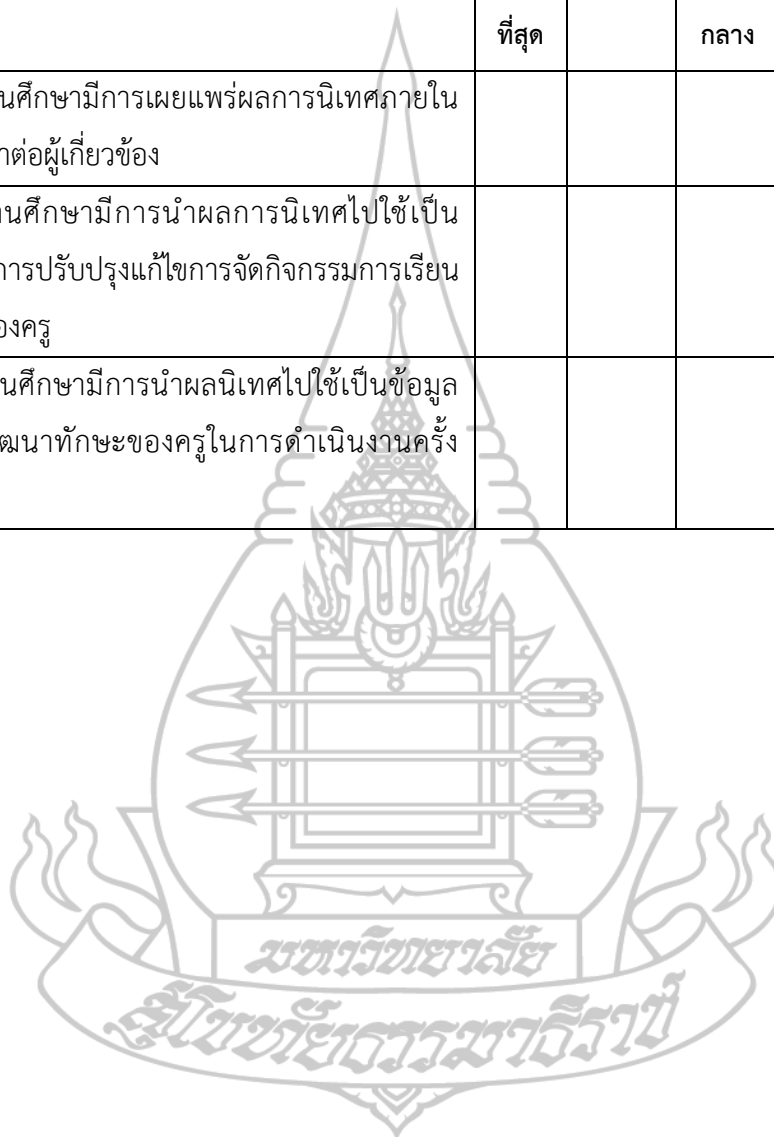 ที่สุด กลาง
นศึกษามีการเผยแพร่ผลการนิเทศภายใน
าต่อผู้เกี่ยวข้อง
านศึกษามีการนำผลการนิเทศไปใช้เป็น
การปรับปรุงแก้ไขการจัดกิจกรรมการเรียน
องครู
นศึกษามีการนำผลนิเทศไปใช้เป็นข้อมูล
ัฒนาทักษะของครูในการดำเนินงานครั้ง
มหาวิทยาลัย
สุโขทัยธรรมาธิราช